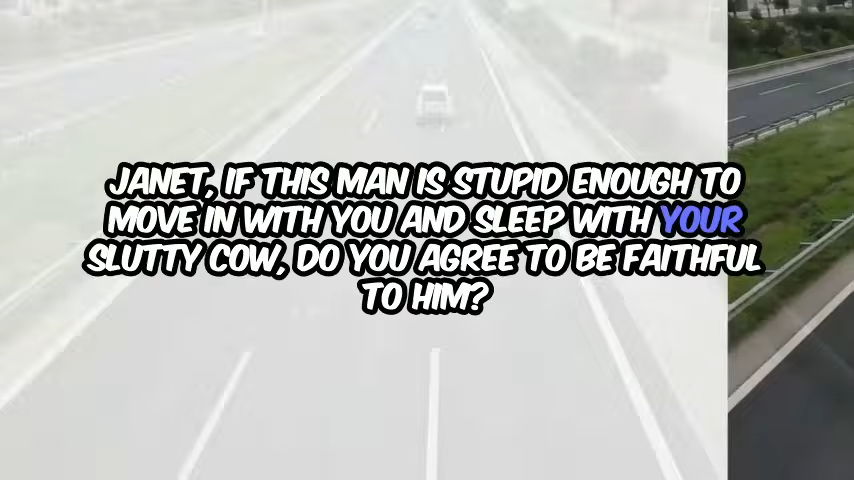 JANET, IF THIS MAN IS STUPID ENOUGH TO
MOVE IN WITH YOU AND SLEEP WITH YOUR
SLUTTY COW, DO YOU AGREE TO BE FAITHFUL
TO HIM?